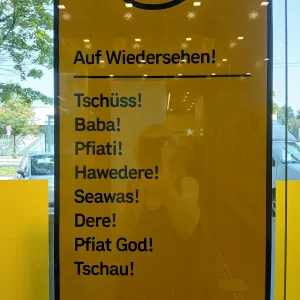 Auf Wiedersehen!
Tschüss!
Baba!
Pfiati!
Hawedere!
Seawas!
Dere!
Pfiat God!
Tschau!